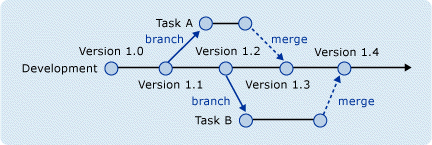 Task A
Version 1.0
branch
Version 1.2
merge
Version 1.4
Development
Version 1.1
Version 1.3
branch
merge
Task B